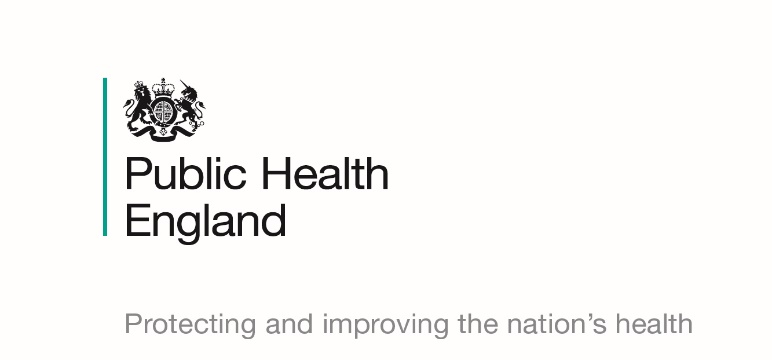 Public Health
England
Protecting and improving the nation’s health